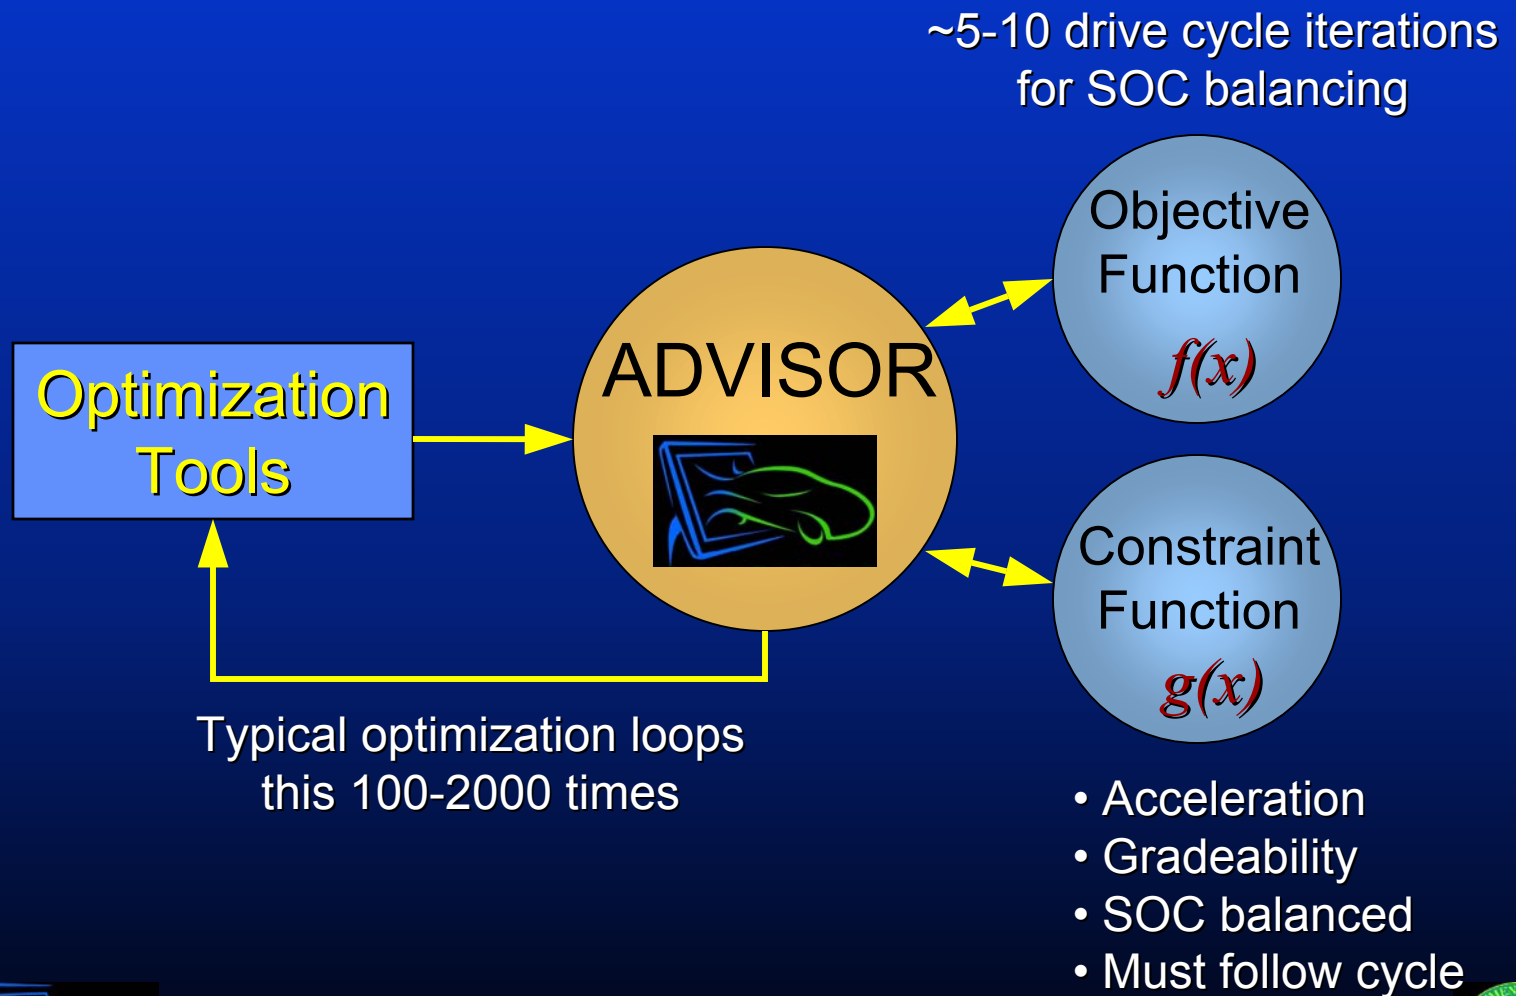 ~5-10 drive cycle iterations
for SOC balancing
Objective
Function
f(x)
ADVISOR
Optimization
Tools
Constraint
Function
g(x)
Typical optimization loops
this 100-2000 times
• Acceleration
• Gradeability
• SOC balanced
• Must follow cycle